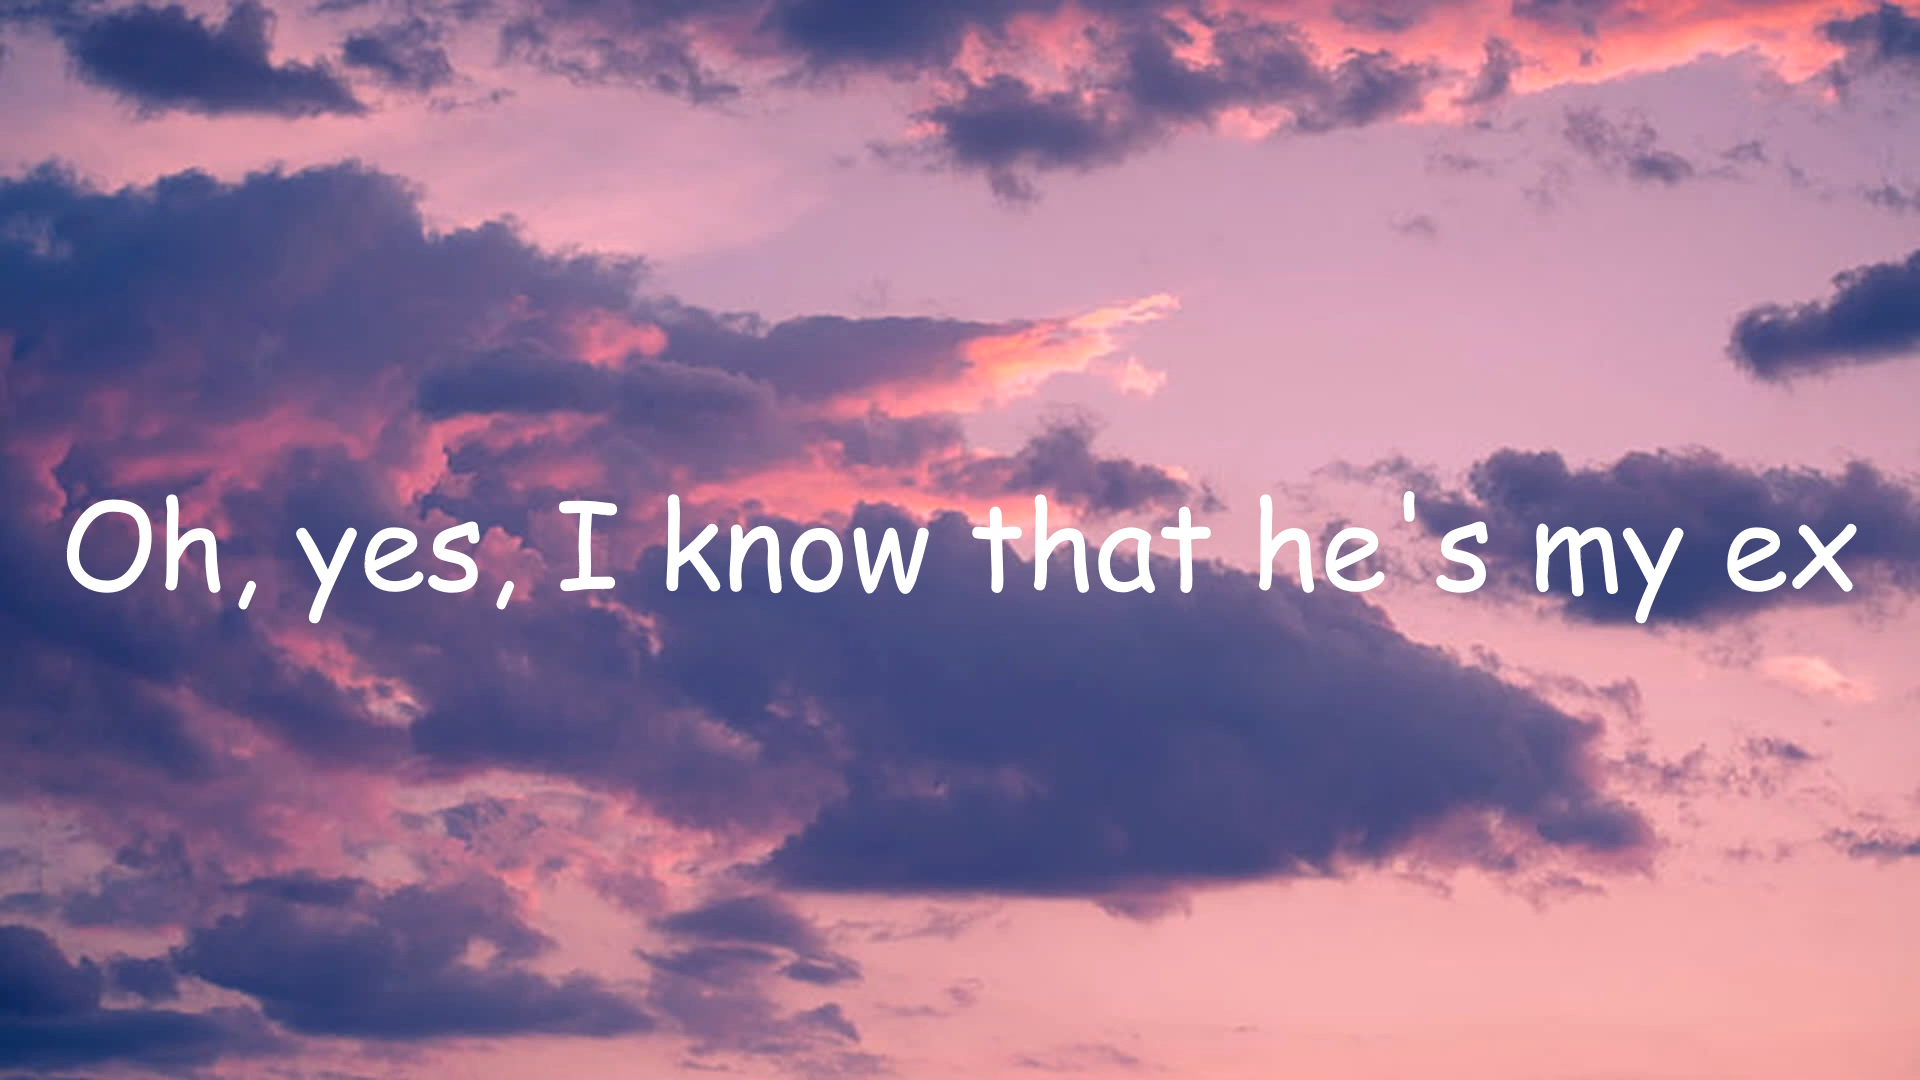 Oh, yes, I know that he's my ex